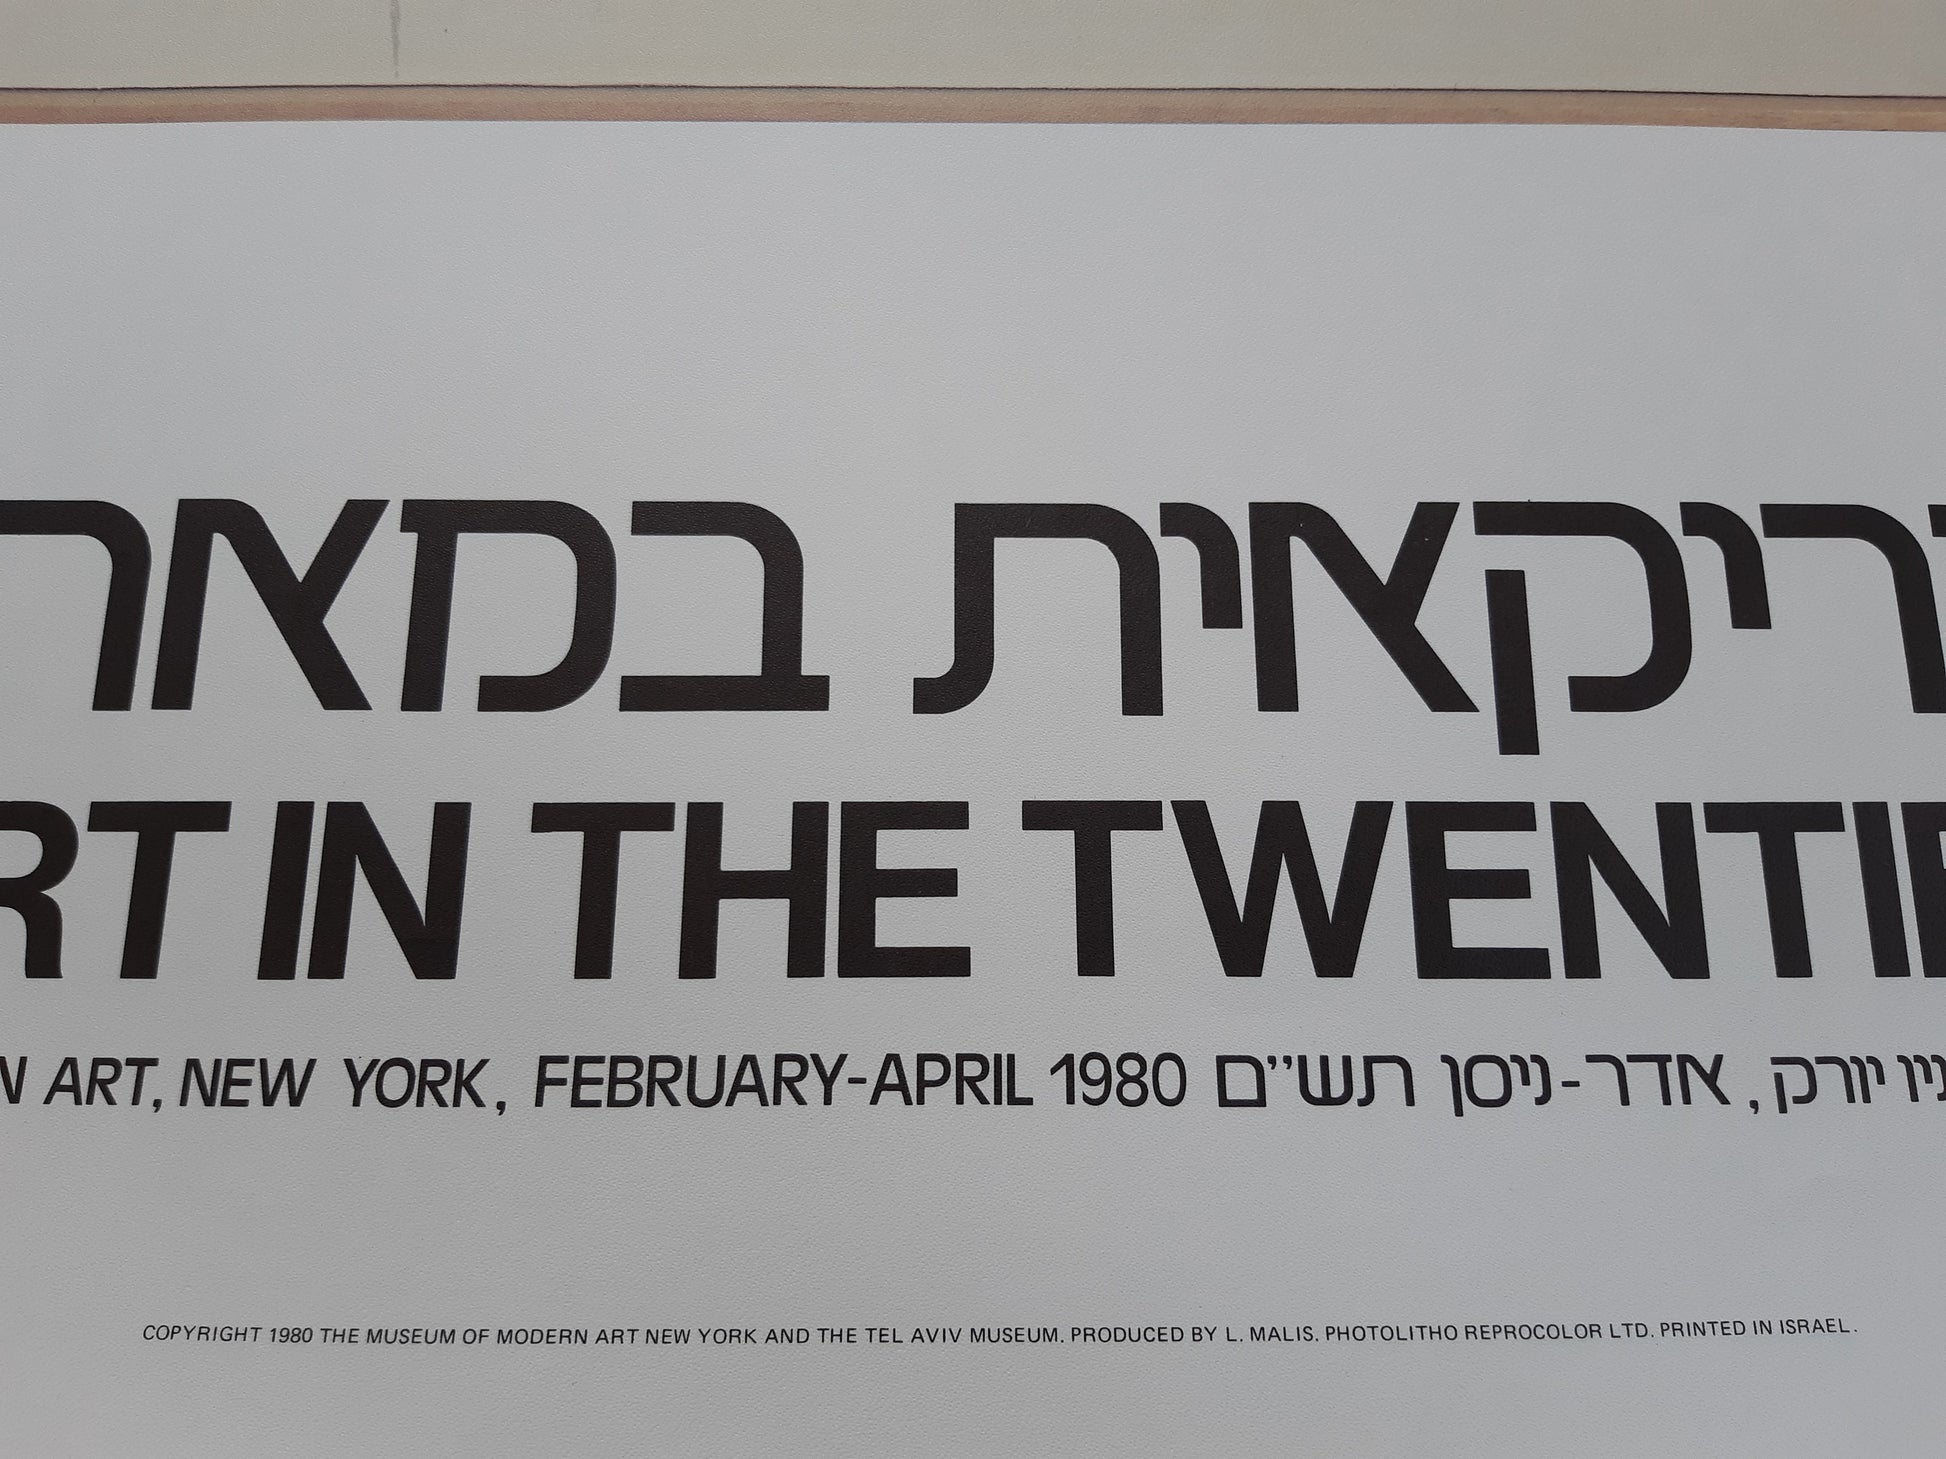 ריקאית במאה
RT IN THE TWENTIE
N ART, NEW YORK, FEBRUARY-APRIL 1980 ניו יורק, אדר-ניסן תש"ם
COPYRIGHT 1980 THE MUSEUM OF MODERN ART NEW YORK AND THE TEL AVIV MUSEUM. PRODUCED BY L. MALIS. PHOTOLITHO REPROCOLOR LTD. PRINTED IN ISRAEL.